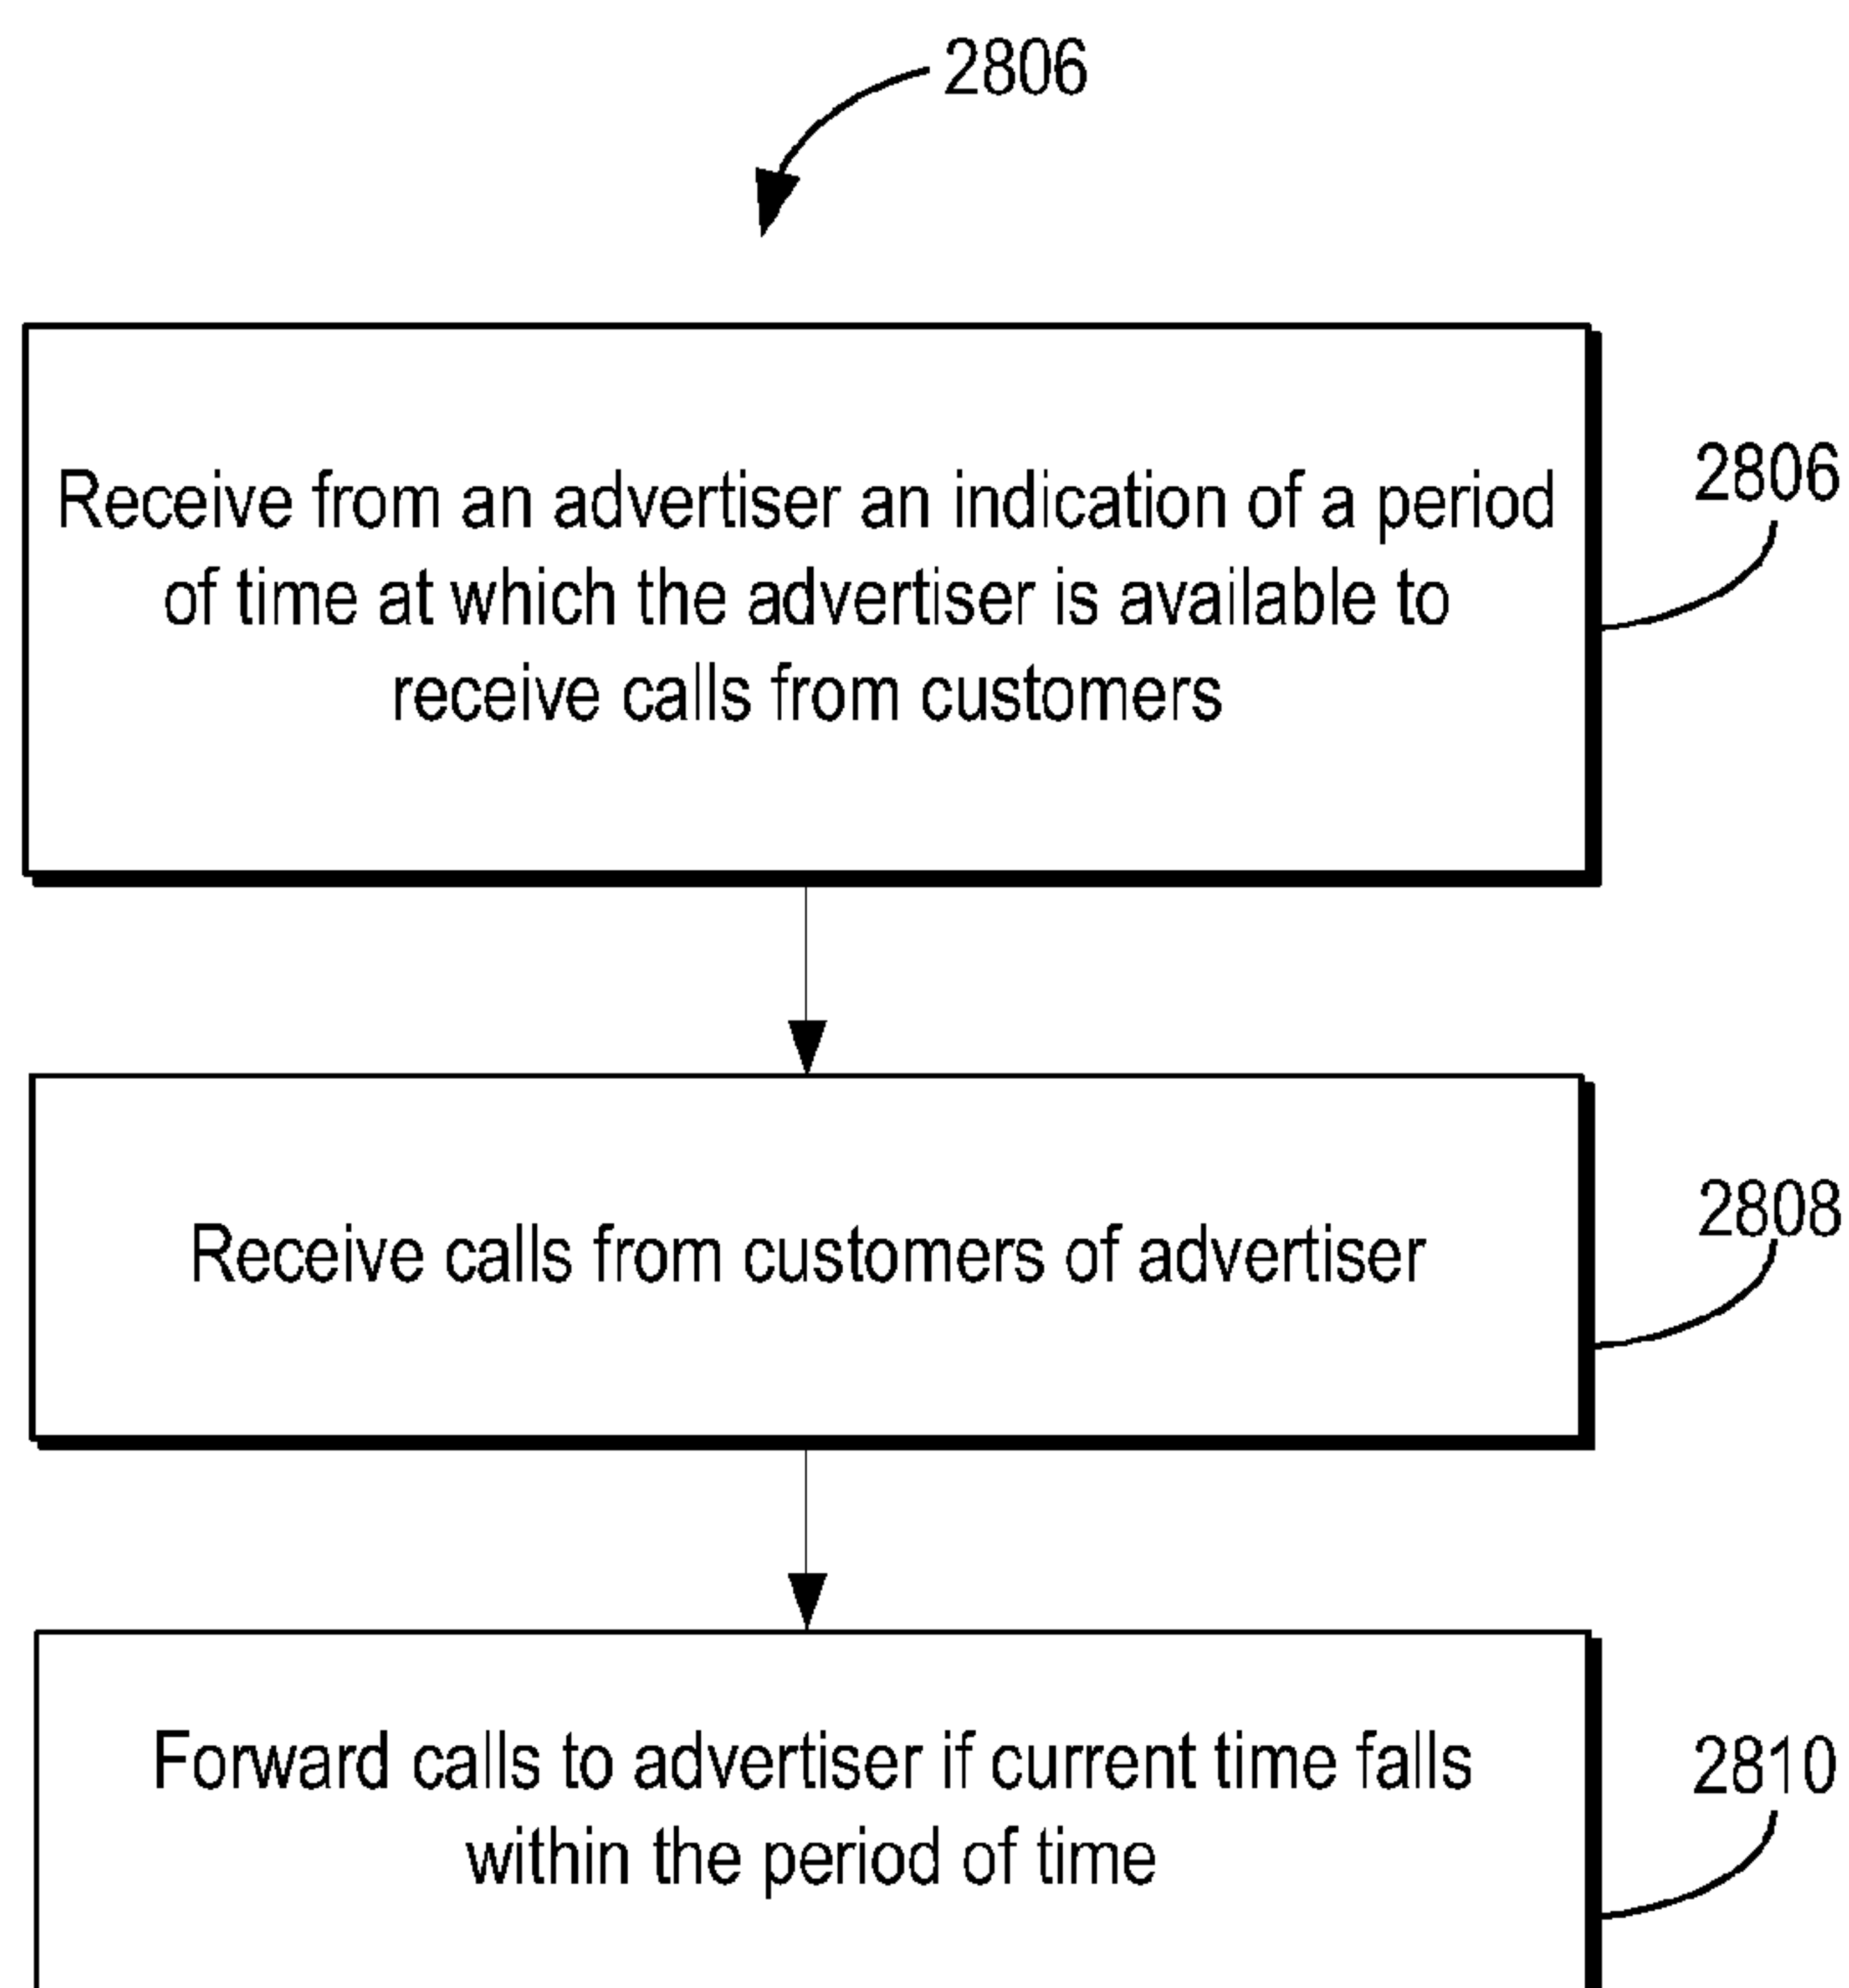 2806
Receive from an advertiser an indication of a period
of time at which the advertiser is available to
receive calls from customers
2806
Receive calls from customers of advertiser
2808
Forward calls to advertiser if current time falls
within the period of time
2810